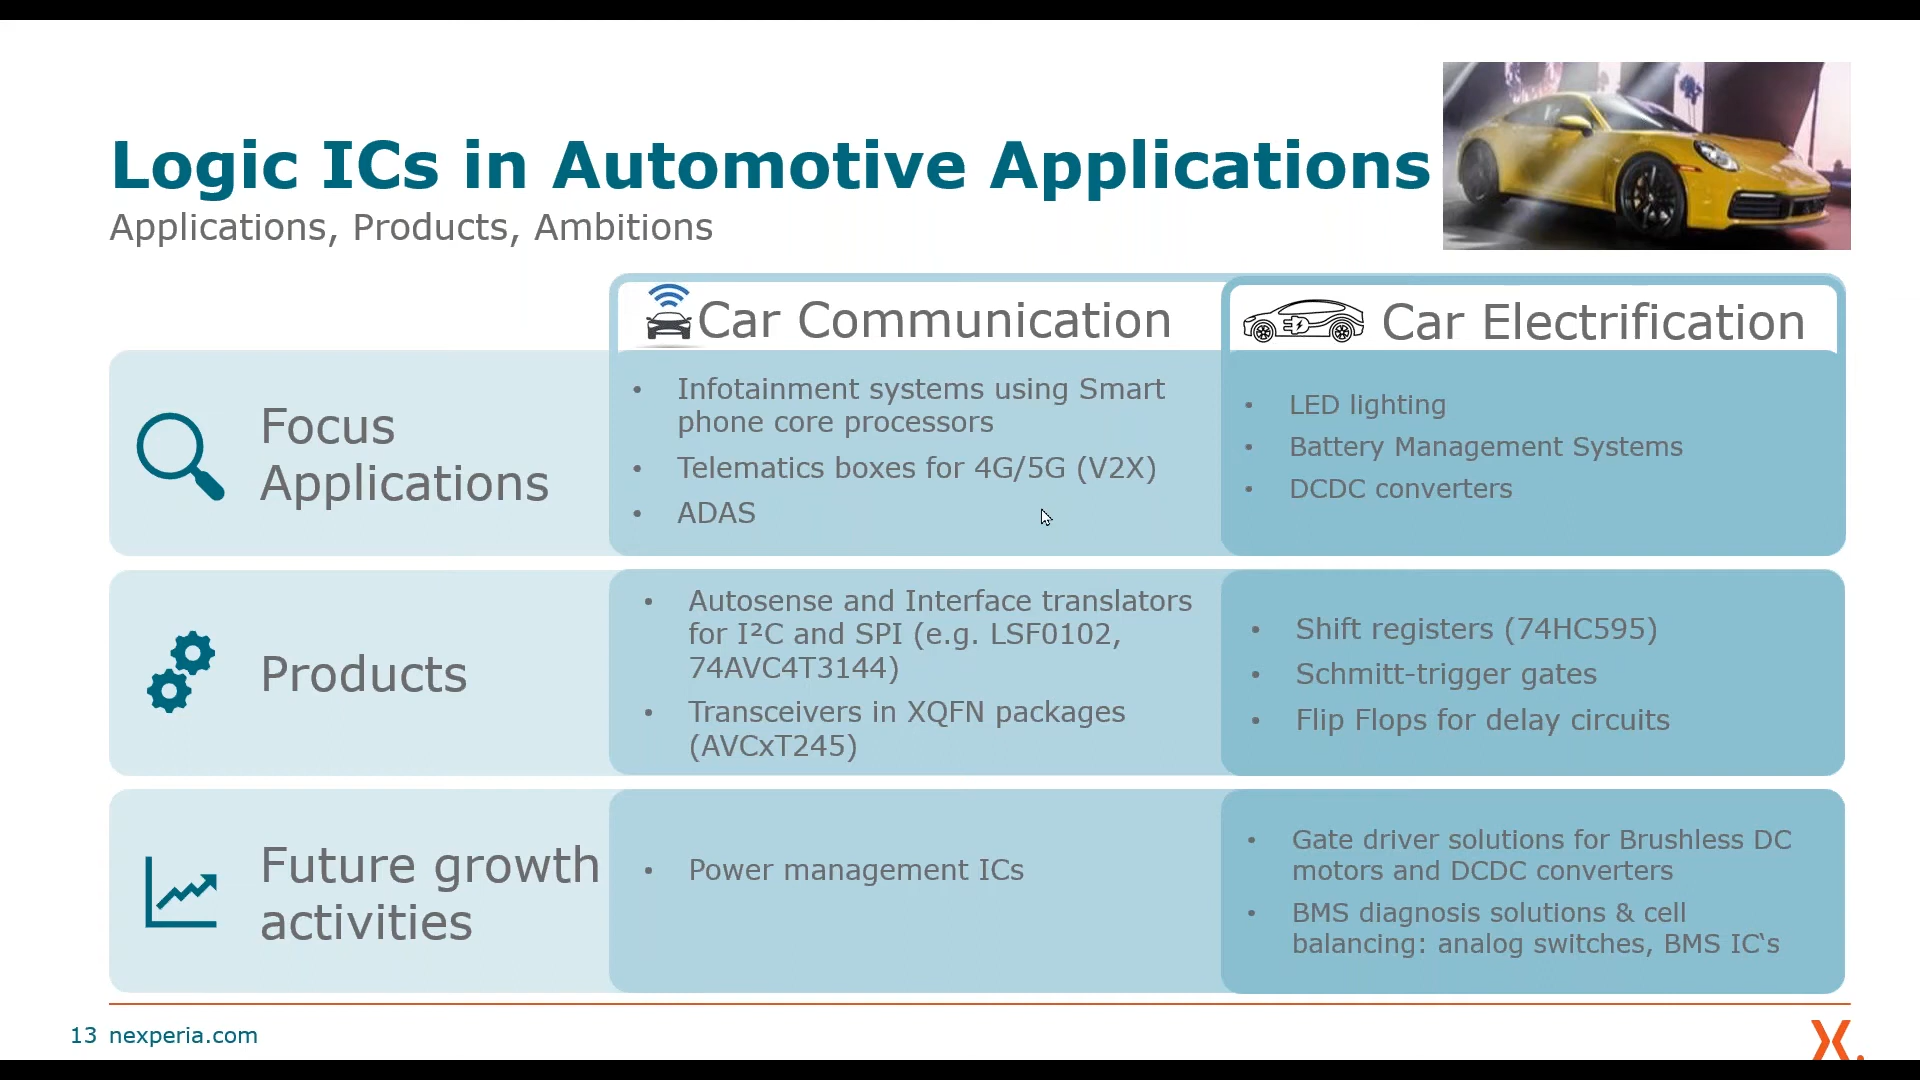 Logic ICs in Automotive Applications
Applications, Products, Ambitions
Car Communication
Car Electrification
Focus
Applications
• Infotainment systems using Smart
phone core processors
• Telematics boxes for 4G/5G (V2X)
• ADAS
• LED lighting
• Battery Management Systems
• DCDC converters
Products
• Autosense and Interface translators
for I²C and SPI (e.g. LSF0102,
74AVC4T3144)
• Transceivers in XQFN packages
(AVCxT245)
• Shift registers (74HC595)
• Schmitt-trigger gates
• Flip Flops for delay circuits
Future growth
activities
• Power management ICs
• Gate driver solutions for Brushless DC
motors and DCDC converters
• BMS diagnosis solutions & cell
balancing: analog switches, BMS IC‛s
13 nexperia.com